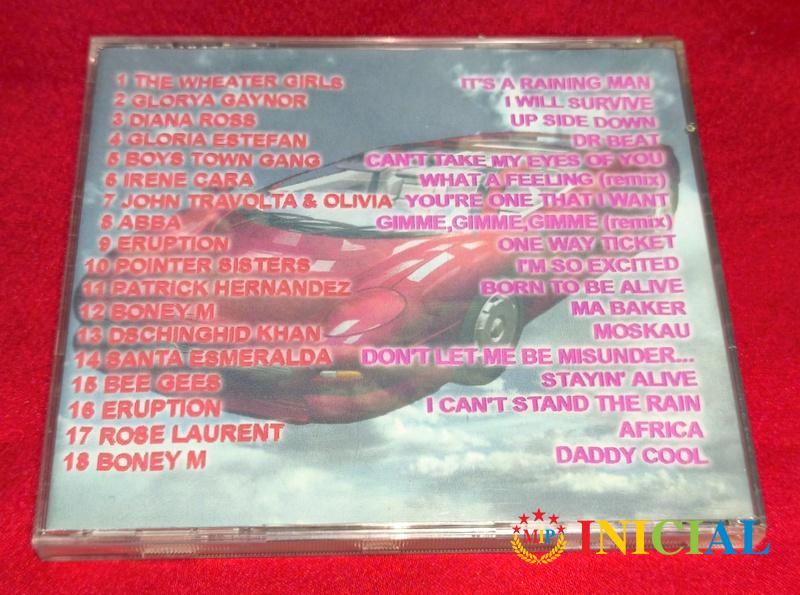 1 THE WHEATER GIRLS IT'S A RAINING MAN
2 GLORYA GAYNOR I WILL SURVIVE
3 DIANA ROSS UP SIDE DOWN
4 GLORIA ESTEFAN DR BEAT
5 BOYS TOWN GANG CAN'T TAKE MY EYES OF YOU
6 IRENE CARA WHAT A FEELING (remix)
7 JOHN TRAVOLTA & OLIVIA YOU'RE ONE THAT I WANT
8 ABBA GIMME,GIMME,GIMME (remix)
9 ERUPTION ONE WAY TICKET
10 POINTER SISTERS I'M SO EXCITED
11 PATRICK HERNANDEZ BORN TO BE ALIVE
12 BONEY M MA BAKER
13 DSCHINGHID KHAN MOSKAU
14 SANTA ESMERALDA DON'T LET ME BE MISUNDER...
15 BEE GEES STAYIN' ALIVE
16 ERUPTION I CAN'T STAND THE RAIN
17 ROSE LAURENT AFRICA
18 BONEY M DADDY COOL
MIP INICIAL